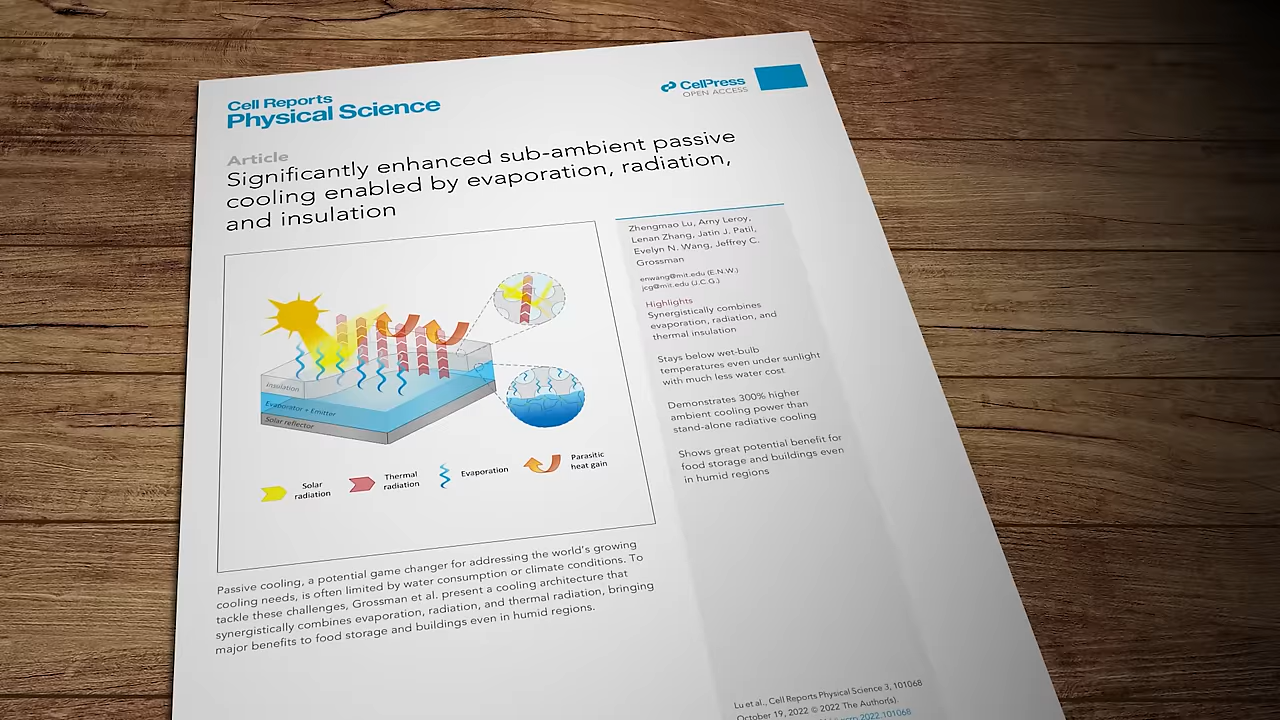 Cell Reports
Physical Science
CellPress
OPEN ACCESS
Article
Significantly enhanced sub-ambient passive
cooling enabled by evaporation, radiation,
and insulation
Insulation
Evaporator + Emitter
Solar reflector
Solar
radiation
Thermal
radiation
Evaporation
Parasitic
heat gain
Passive cooling, a potential game changer for addressing the world's growing
cooling needs, is often limited by water consumption or climate conditions. To
tackle these challenges, Grossman et al. present a cooling architecture that
synergistically combines evaporation, radiation, and thermal radiation, bringing
major benefits to food storage and buildings even in humid regions.
Zhengmao Lu, Arny Leroy,
Lenan Zhang, Jatin J. Patil,
Evelyn N. Wang, Jeffrey C.
Grossman
enwang@mit.edu (E.N.W.)
jcg@mit.edu (J.C.G.)
Highlights
Synergistically combines
evaporation, radiation, and
thermal insulation
Stays below wet-bulb
temperatures even under sunlight
with much less water cost
Demonstrates 300% higher
ambient cooling power than
stand-alone radiative cooling
Shows great potential benefit for
food storage and buildings even
in humid regions
Lu et al., Cell Reports Physical Science 3, 101068
October 19, 2022 © 2022 The Author(s).
2022.101068